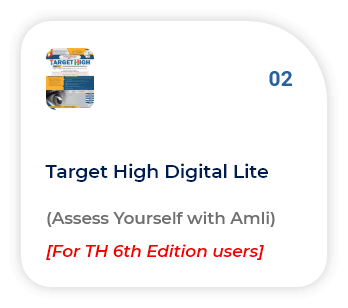 TARGET HIGH
02
Target High Digital Lite
(Assess Yourself with Amli)
[For TH 6th Edition users]